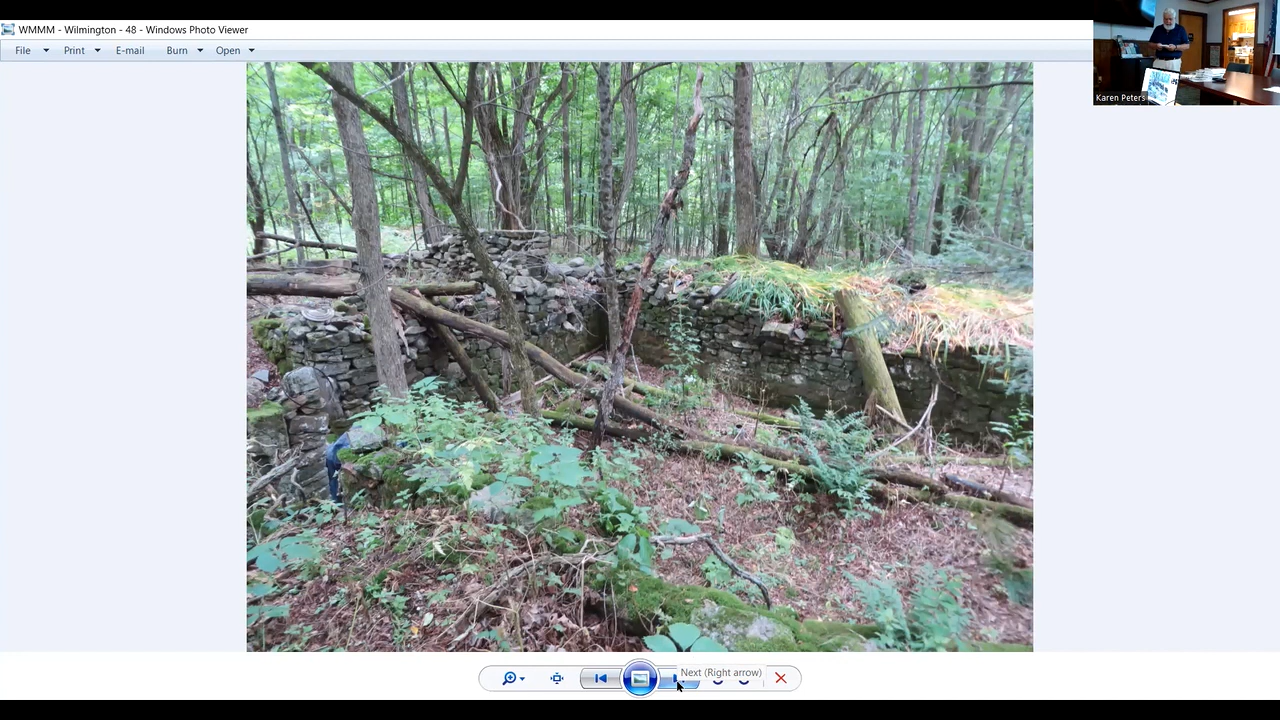 WMMM - Wilmington - 48 - Windows Photo Viewer
File Print E-mail Burn Open
Karen Peters
Next (Right arrow)